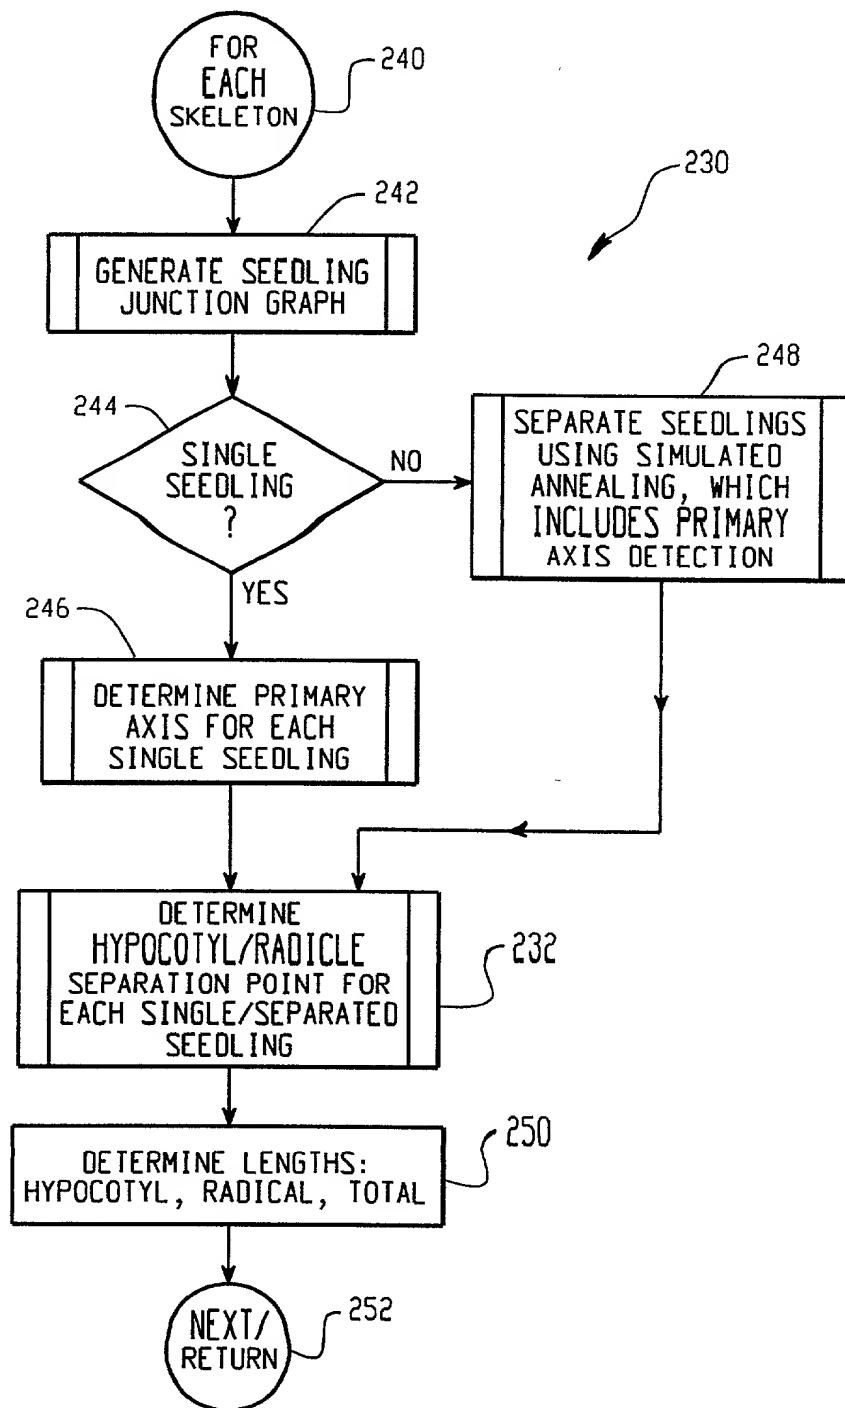 FOR
EACH
SKELETON
240
230
242
GENERATE SEEDLING
JUNCTION GRAPH
244
SINGLE
SEEDLING
?
NO
YES
248
SEPARATE SEEDLINGS
USING SIMULATED
ANNEALING, WHICH
INCLUDES PRIMARY
AXIS DETECTION
246
DETERMINE PRIMARY
AXIS FOR EACH
SINGLE SEEDLING
DETERMINE
HYPOCOTYL/RADICLE
SEPARATION POINT FOR
EACH SINGLE/SEPARATED
SEEDLING
232
250
DETERMINE LENGTHS:
HYPOCOTYL, RADICAL, TOTAL
NEXT/
RETURN
252